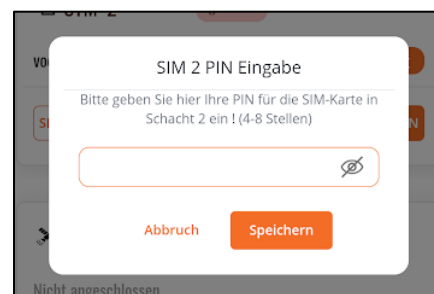 SIM 2 PIN Eingabe
Bitte geben Sie hier Ihre PIN für die SIM-Karte in
Schacht 2 ein ! (4-8 Stellen)
Abbruch
Speichern
Nicht angeschlossen